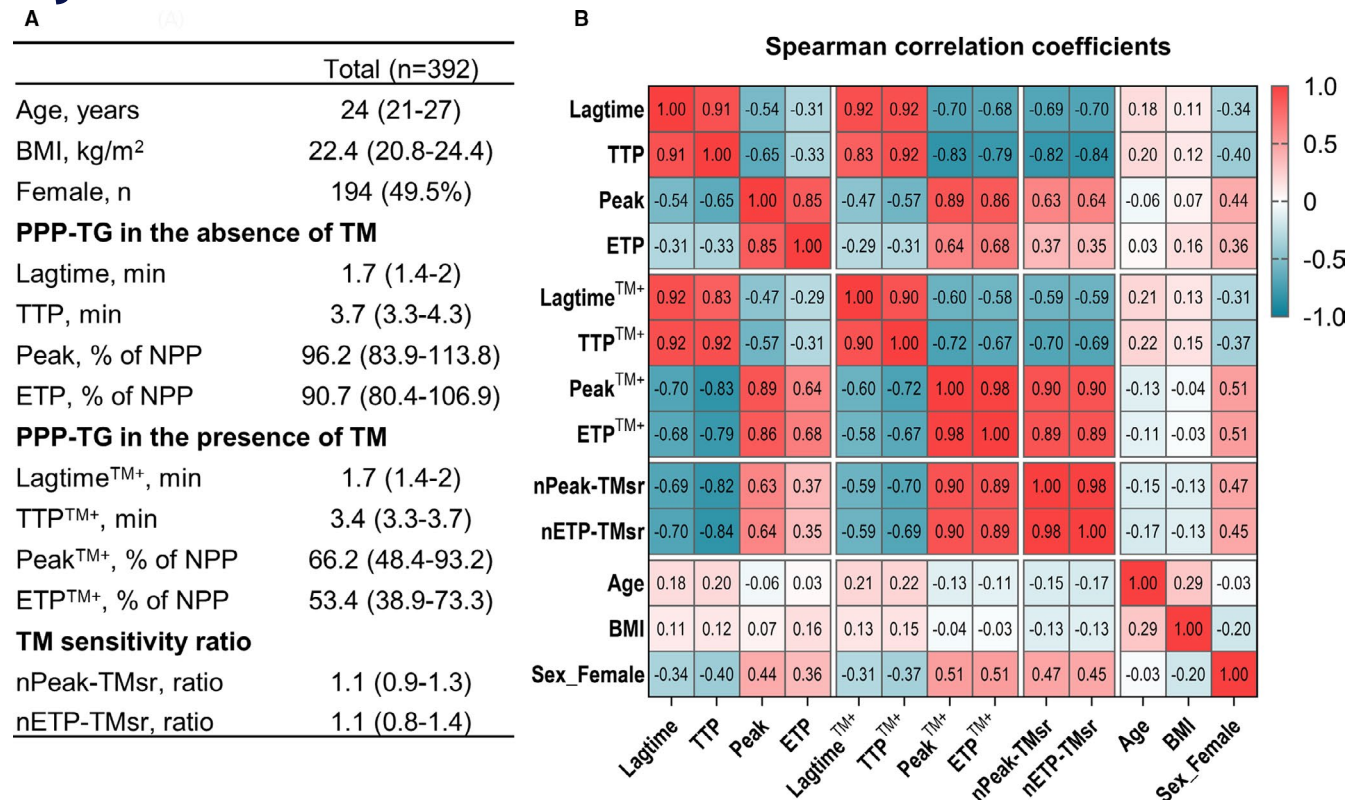 A
B
Total (n=392)
Age, years 24 (21-27)
BMI, kg/m² 22.4 (20.8-24.4)
Female, n 194 (49.5%)
PPP-TG in the absence of TM
Lagtime, min 1.7 (1.4-2)
TTP, min 3.7 (3.3-4.3)
Peak, % of NPP 96.2 (83.9-113.8)
ETP, % of NPP 90.7 (80.4-106.9)
PPP-TG in the presence of TM
Lagtime^TM+, min 1.7 (1.4-2)
TTP^TM+, min 3.4 (3.3-3.7)
Peak^TM+, % of NPP 66.2 (48.4-93.2)
ETP^TM+, % of NPP 53.4 (38.9-73.3)
TM sensitivity ratio
nPeak-TMsr, ratio 1.1 (0.9-1.3)
nETP-TMsr, ratio 1.1 (0.8-1.4)
Spearman correlation coefficients
Lagtime 1.00 0.91 -0.54 -0.31 0.92 0.92 -0.70 -0.68 -0.69 -0.70 0.18 0.11 -0.34
TTP 0.91 1.00 -0.65 -0.33 0.83 0.92 -0.83 -0.79 -0.82 -0.84 0.20 0.12 -0.40
Peak -0.54 -0.65 1.00 0.85 -0.47 -0.57 0.89 0.86 0.63 0.64 -0.06 0.07 0.44
ETP -0.31 -0.33 0.85 1.00 -0.29 -0.31 0.64 0.68 0.37 0.35 0.03 0.16 0.36
Lagtime^TM+ 0.92 0.83 -0.47 -0.29 1.00 0.90 -0.60 -0.58 -0.59 -0.59 0.21 0.13 -0.31
TTP^TM+ 0.92 0.92 -0.57 -0.31 0.90 1.00 -0.72 -0.67 -0.70 -0.69 0.22 0.15 -0.37
Peak^TM+ -0.70 -0.83 0.89 0.64 -0.60 -0.72 1.00 0.98 0.90 0.90 -0.13 -0.04 0.51
ETP^TM+ -0.68 -0.79 0.86 0.68 -0.58 -0.67 0.98 1.00 0.89 0.89 -0.11 -0.03 0.51
nPeak-TMsr -0.69 -0.82 0.63 0.37 -0.59 -0.70 0.90 0.89 1.00 0.98 -0.15 -0.13 0.47
nETP-TMsr -0.70 -0.84 0.64 0.35 -0.59 -0.69 0.90 0.89 0.98 1.00 -0.17 -0.13 0.45
Age 0.18 0.20 -0.06 0.03 0.21 0.22 -0.13 -0.11 -0.15 -0.17 1.00 0.29 -0.03
BMI 0.11 0.12 0.07 0.16 0.13 0.15 -0.04 -0.03 -0.13 -0.13 0.29 1.00 -0.20
Sex_Female -0.34 -0.40 0.44 0.36 -0.31 -0.37 0.51 0.51 0.47 0.45 -0.03 -0.20 1.00
Lagtime TTP Peak ETP Lagtime^TM+ TTP^TM+ Peak^TM+ ETP^TM+ nPeak-TMsr nETP-TMsr Age BMI Sex_Female
1.0
0.5
0
-0.5
-1.0